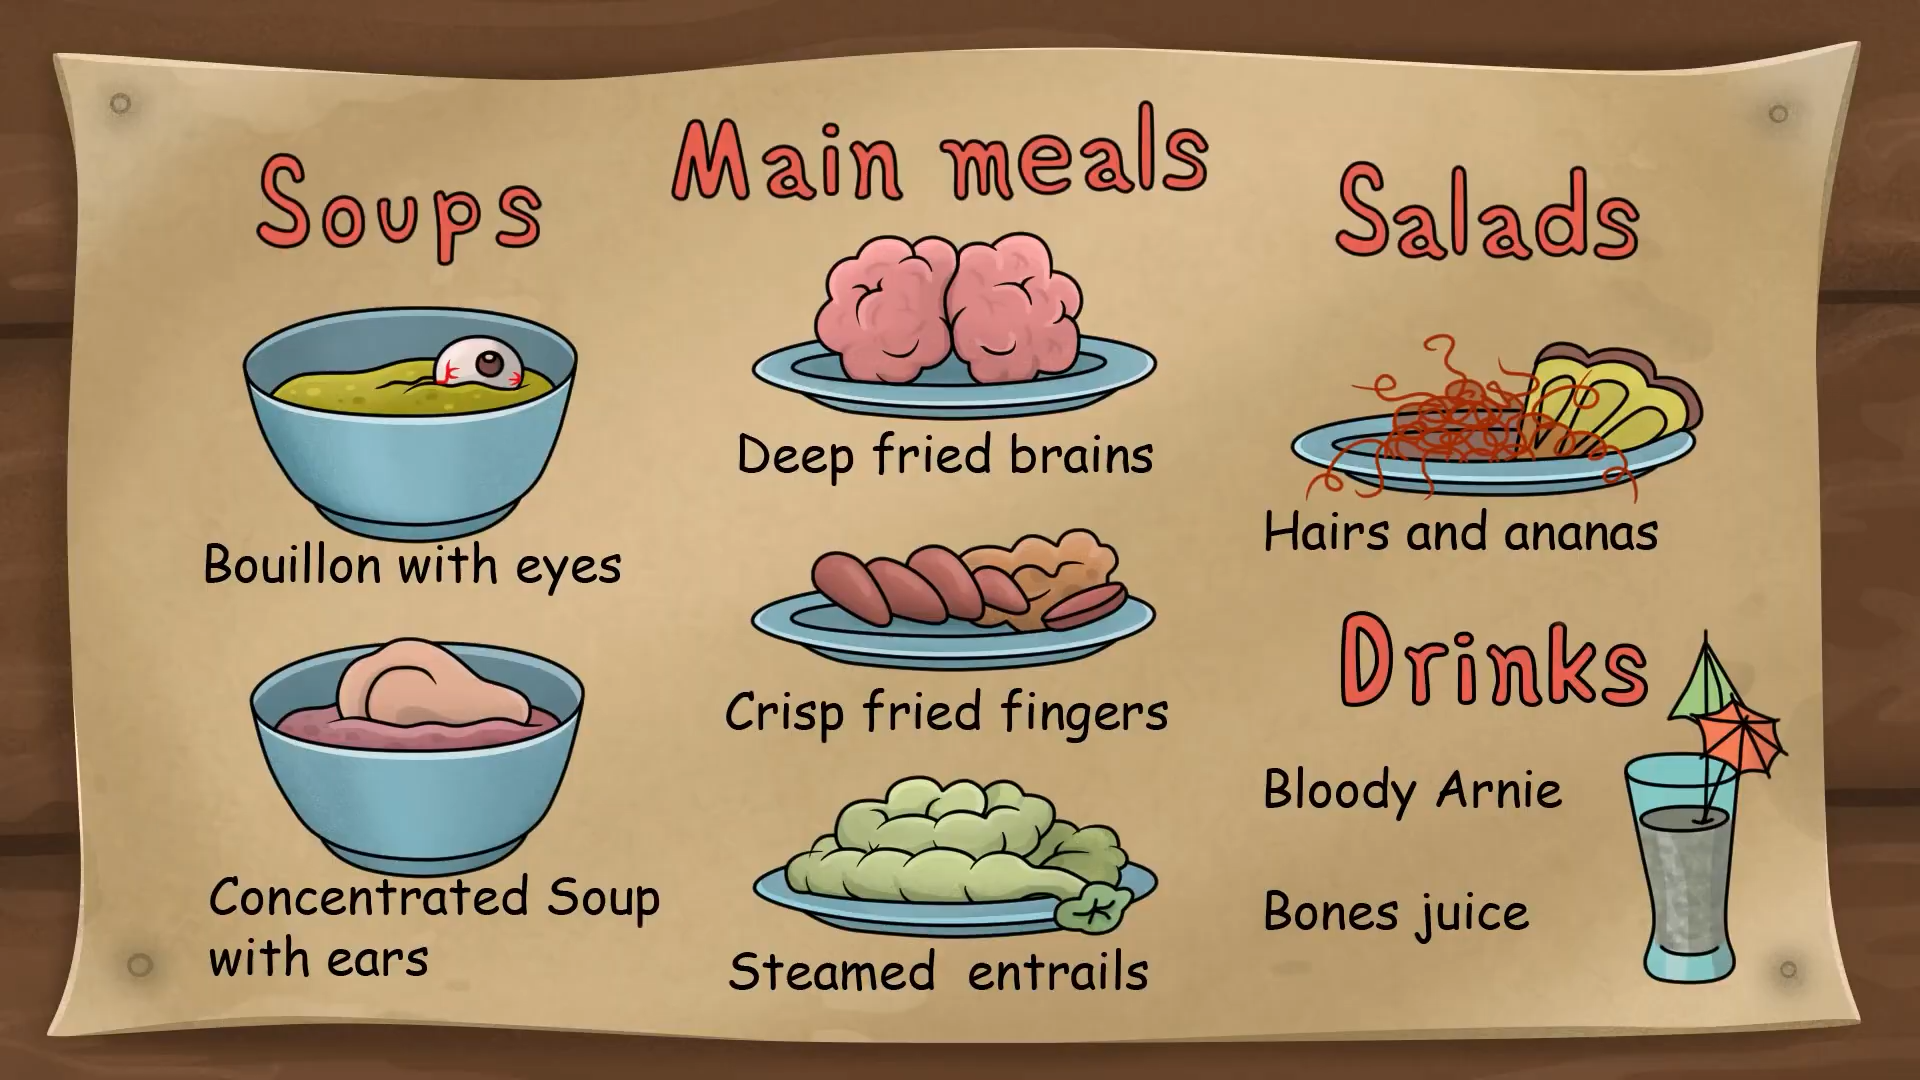 Soups
Bouillon with eyes
Concentrated Soup
with ears
Main meals
Deep fried brains
Crisp fried fingers
Steamed  entrails
Salads
Hairs and ananas
Drinks
Bloody Arnie
Bones juice